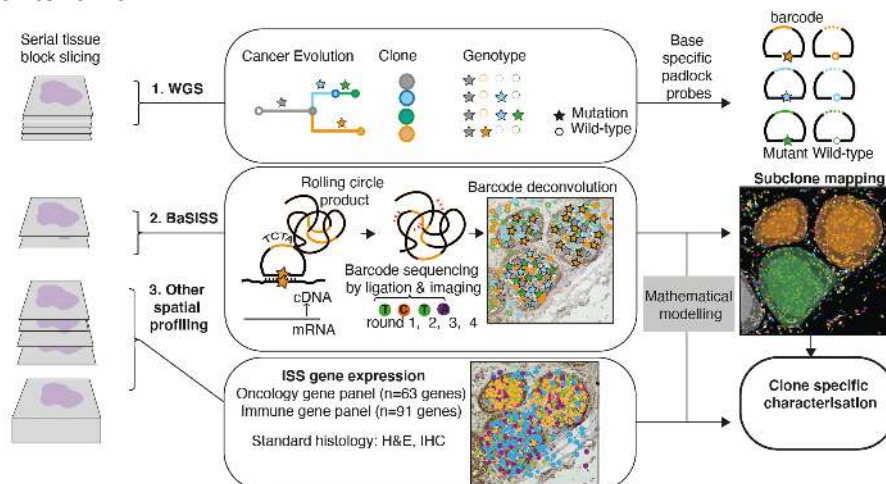 Serial tissue
block slicing
1. WGS
Cancer Evolution
Clone
Genotype
Mutation
Wild-type
Base
specific
padlock
probes
barcode
Mutant Wild-type
2. BaSISS
Rolling circle
product
TCTA
cDNA
mRNA
Barcode sequencing
by ligation & imaging
T C T A
round 1, 2, 3, 4
Barcode deconvolution
Subclone mapping
3. Other
spatial
profiling
ISS gene expression
Oncology gene panel (n=63 genes)
Immune gene panel (n=91 genes)
Standard histology: H&E, IHC
Mathematical
modelling
Clone specific
characterisation